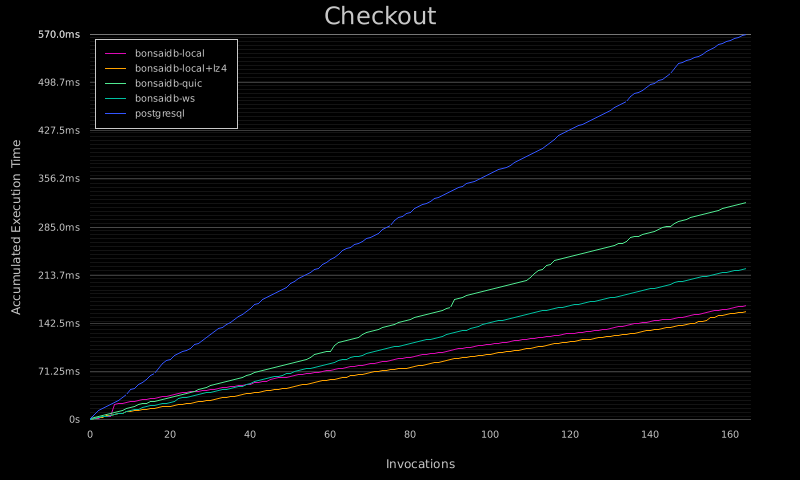 Checkout
570.0ms
498.7ms
427.5ms
356.2ms
285.0ms
213.7ms
142.5ms
71.25ms
0s
Accumulated Execution Time
bonsaidb-local
bonsaidb-local+lz4
bonsaidb-quic
bonsaidb-ws
postgresql
0 20 40 60 80 100 120 140 160
Invocations